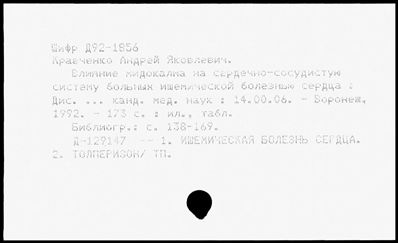 Шифр Д92-1856
Кравченко Андрей Яковлевич.
Влияние мидокалма на сердечно-сосудистую
систему больных ишемической болезнью сердца :
Дис. ... канд. мед. наук : 14.00.06. - Воронеж,
1992. - 173 с. : ил., табл.
Библиогр.: с. 138-169.
Д-129147 -- 1. ИШЕМИЧЕСКАЯ БОЛЕЗНЬ СЕРДЦА.
2. ТОЛПЕРИЗОН/ ТП.